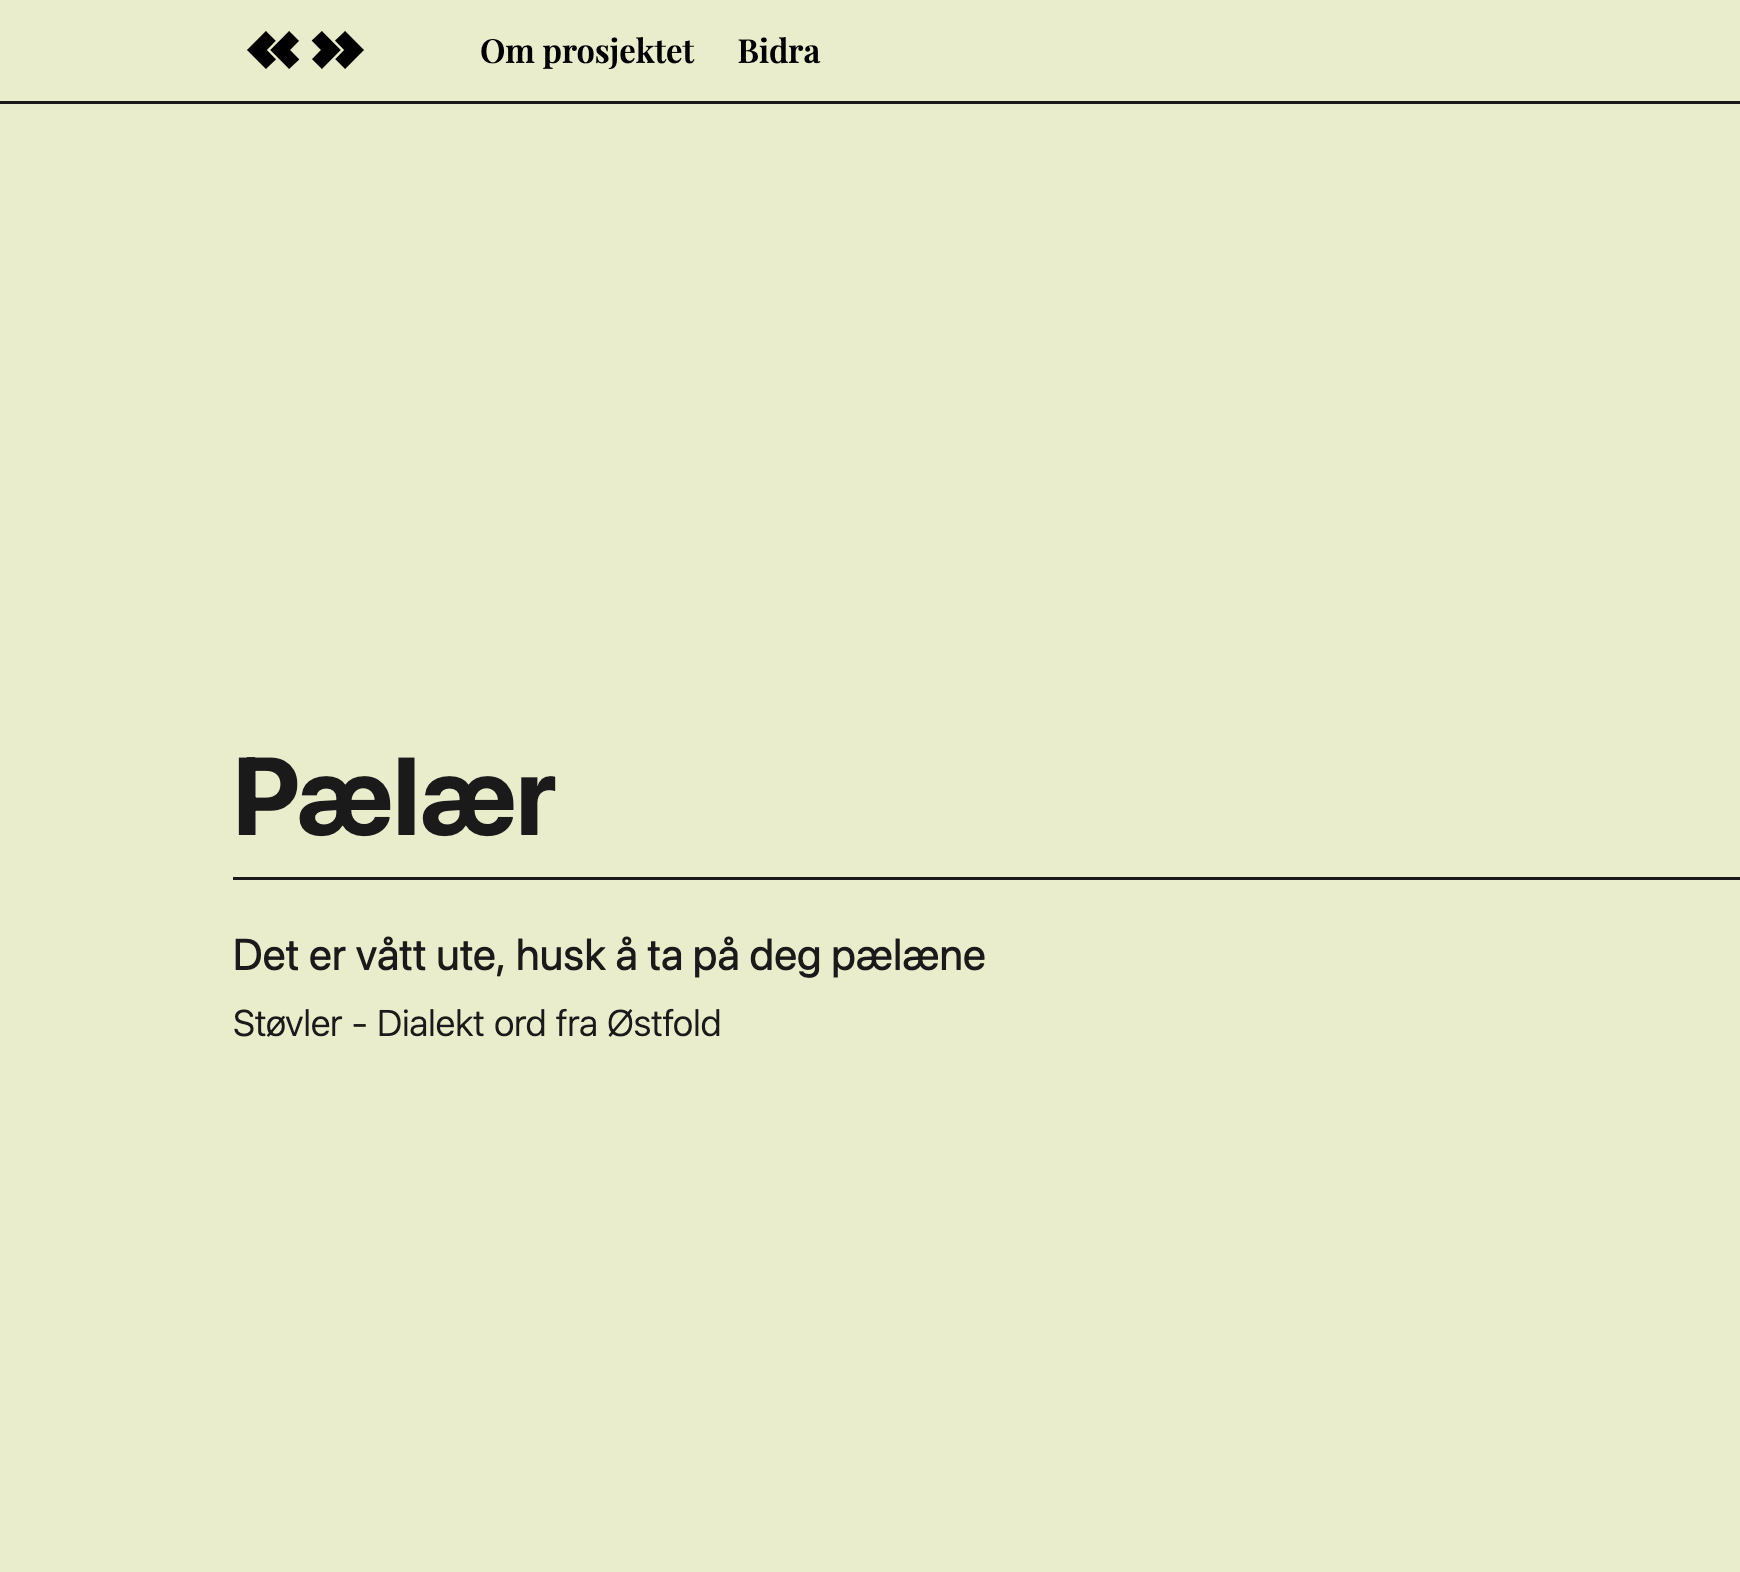 Om prosjektet Bidra
Pælær
Det er vått ute, husk å ta på deg pælæne
Støvler - Dialekt ord fra Østfold